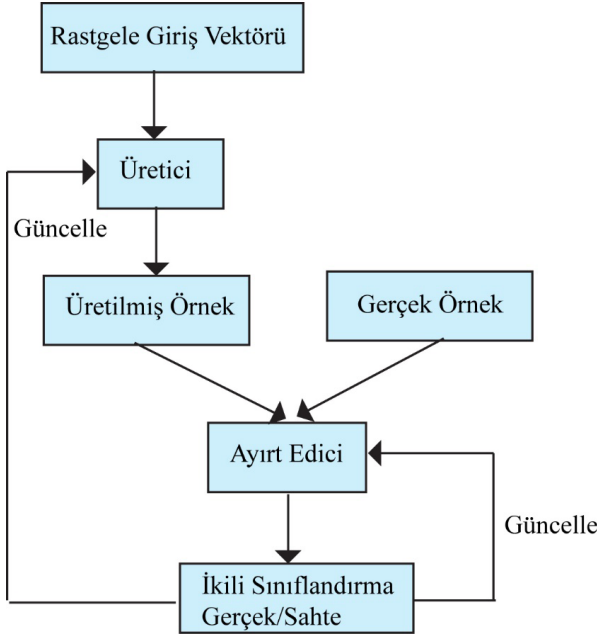 Rastgele Giriş Vektörü
Üretici
Güncelle
Üretilmiş Örnek
Gerçek Örnek
Ayırt Edici
Güncelle
İkili Sınıflandırma
Gerçek/Sahte